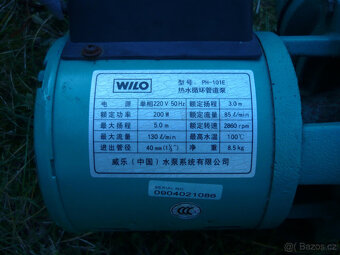 WILO
型号: PH-101E
热水循环管道泵
电 源 单相220V 50Hz 额定扬程 3.0m
额定功率 200W 额定流量 85ℓ/min
最大扬程 5.0m 额定转速 2860rpm
最大流量 130ℓ/min 最高水温 100℃
进出管径 40mm(1½") 净 重 8.5kg
威乐(中国)水泵系统有限公司
SERIAL NO.
0904021086
CCC
Bazoš.cz